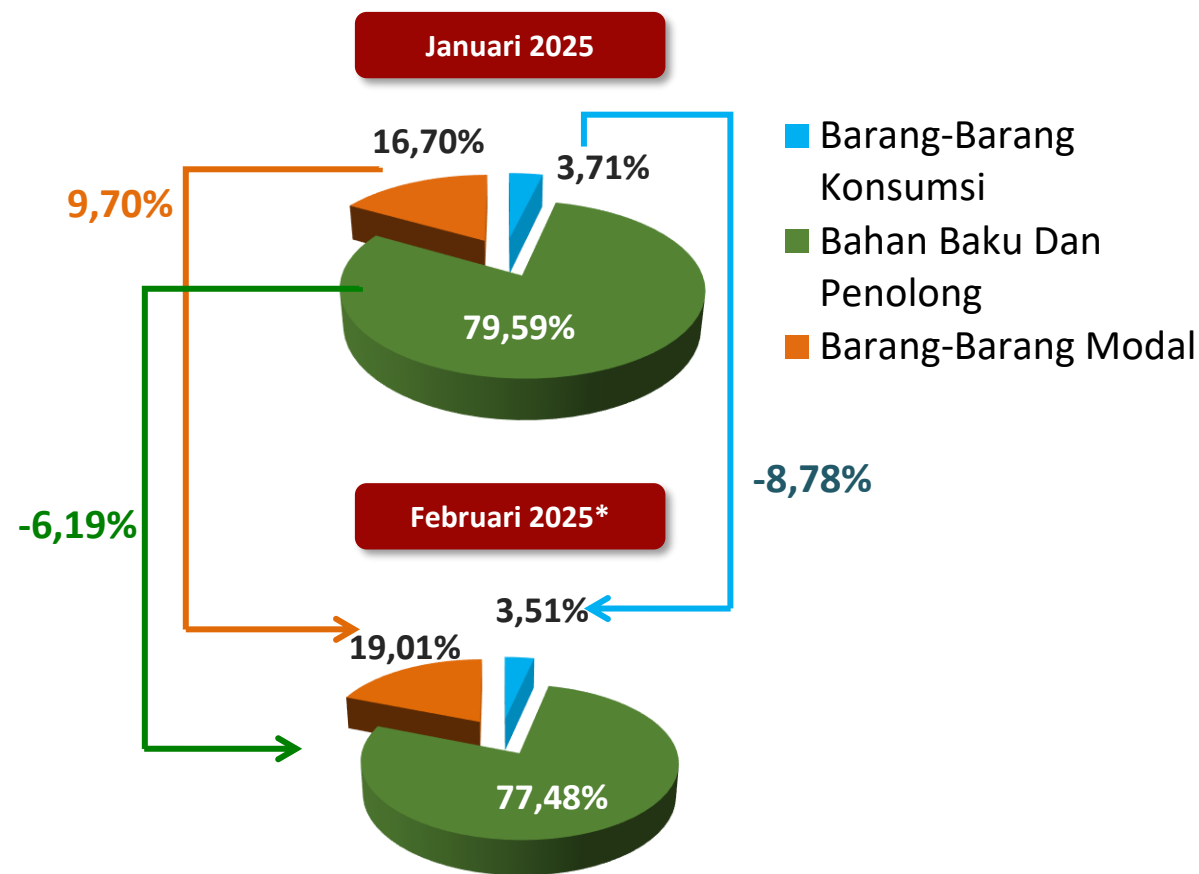 Januari 2025
16,70%
3,71%
9,70%
79,59%
Barang-Barang
Konsumsi
Bahan Baku Dan
Penolong
Barang-Barang Modal
-8,78%
-6,19%
Februari 2025*
3,51%
19,01%
77,48%